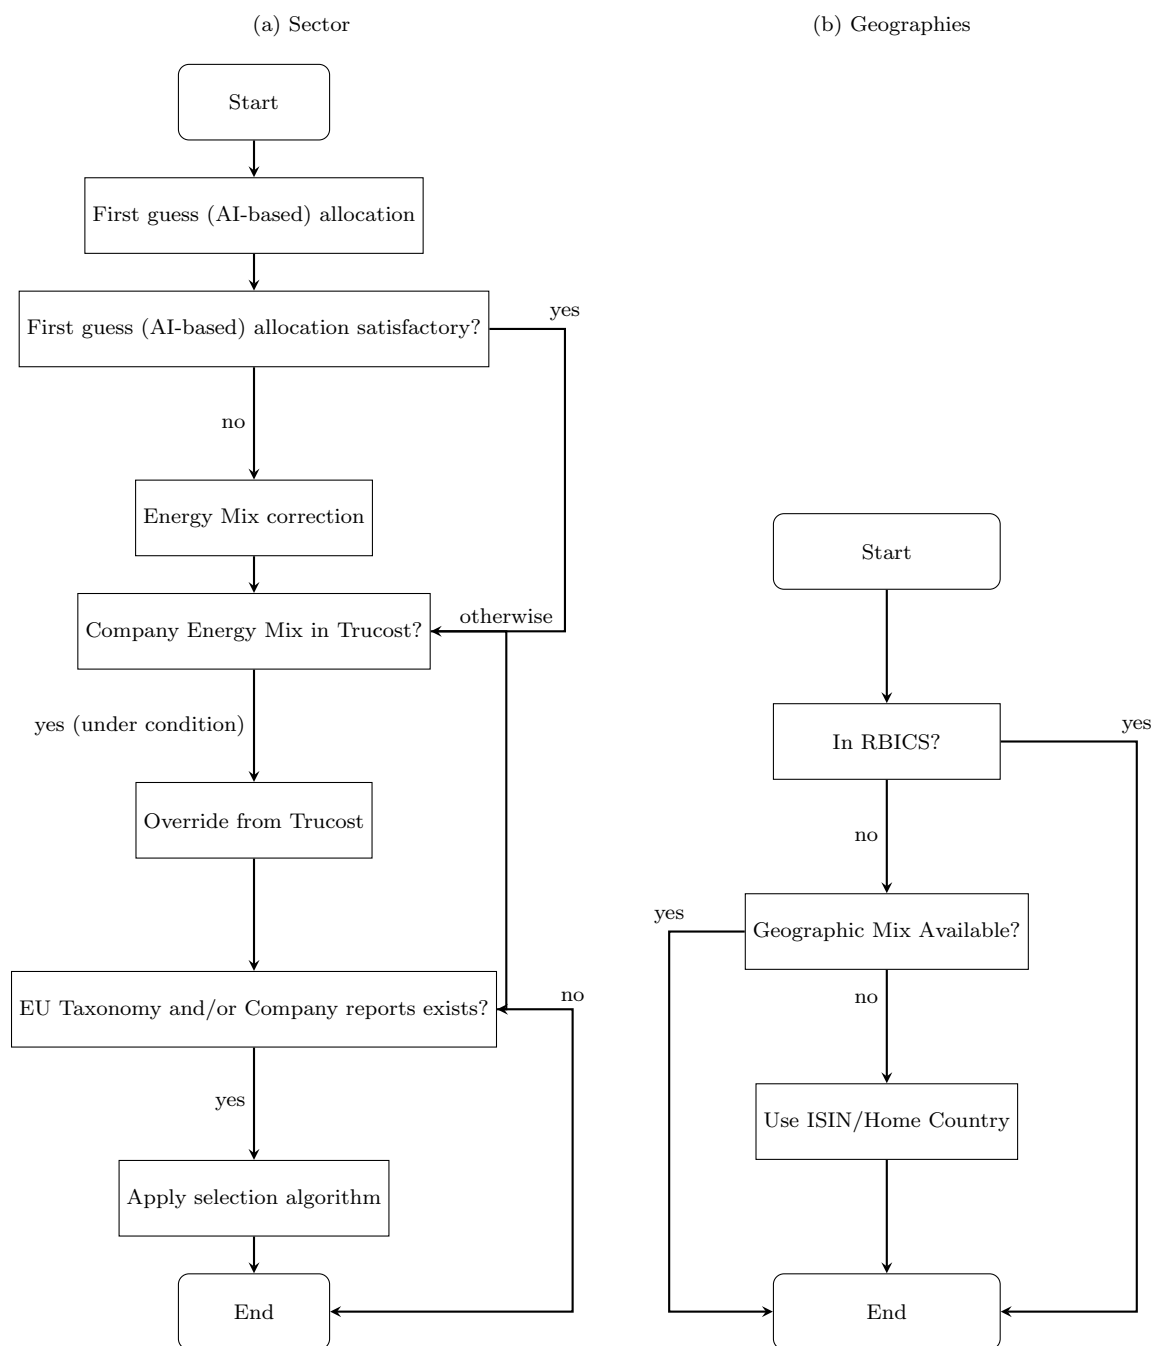 (a) Sector
Start
First guess (AI-based) allocation
First guess (AI-based) allocation satisfactory?
yes
no
Energy Mix correction
Company Energy Mix in Trucost?
otherwise
yes (under condition)
Override from Trucost
EU Taxonomy and/or Company reports exists?
no
yes
Apply selection algorithm
End
(b) Geographies
Start
In RBICS?
yes
no
Geographic Mix Available?
yes
no
Use ISIN/Home Country
End